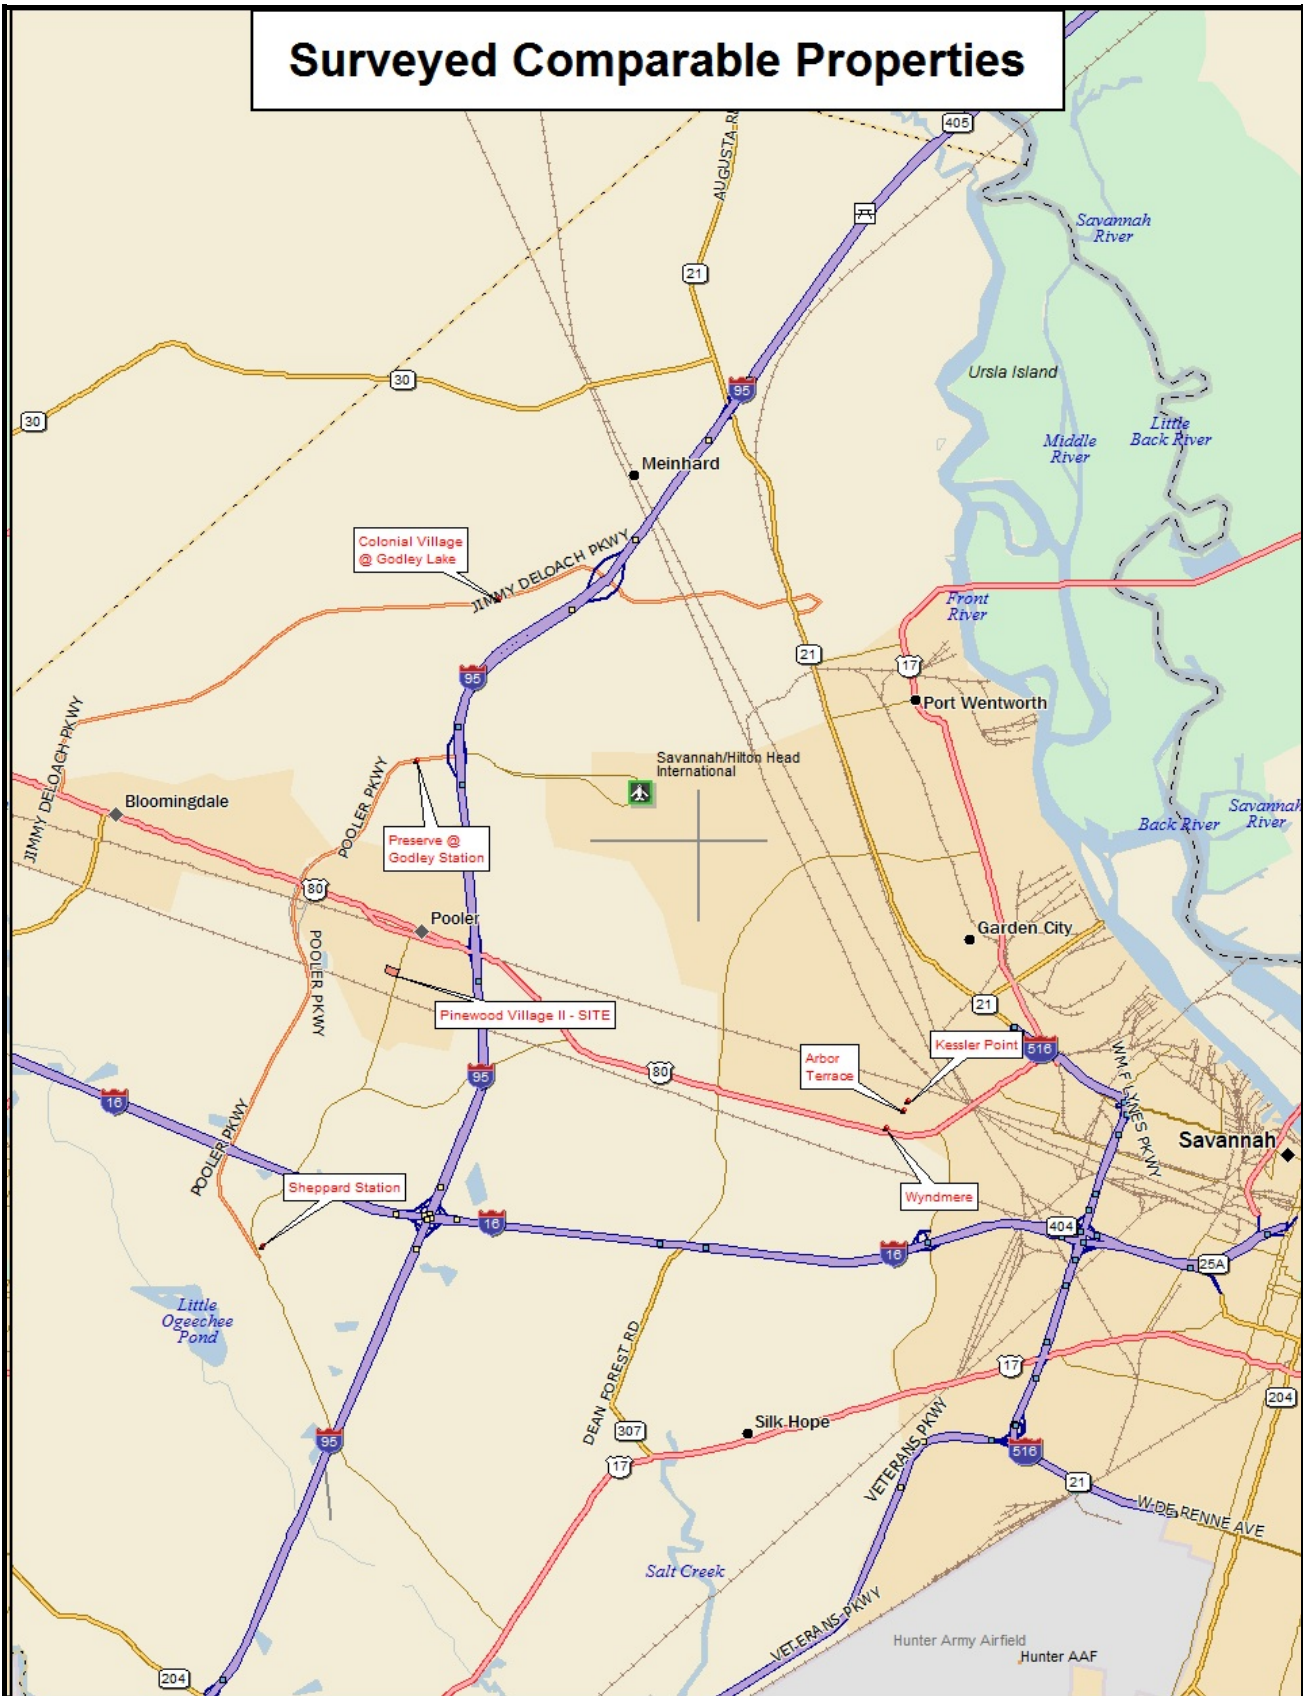 Surveyed Comparable Properties
405
AUGUSTA R
21
Savannah
River
Ursla Island
30
30
95
Little
Back River
Middle
River
Meinhard
Colonial Village
@ Godley Lake
JIMMY DELOACH PKWY
Front
River
21
17
95
Port Wentworth
JIMMY DELOACH PKWY
POOLER PKWY
Savannah/Hilton Head
International
Bloomingdale
Savannah
River
Back River
Preserve @
Godley Station
80
Pooler
Garden City
POOLER PKWY
21
Pinewood Village II - SITE
Kessler Point
516
Arbor
Terrace
WM F LYNES PKWY
80
95
16
POOLER PKWY
Savannah
Sheppard Station
Wyndmere
16
404
16
25A
Little
Ogeechee
Pond
DEAN FOREST RD
17
204
Silk Hope
307
95
17
VETERANS PKWY
516
21
W DE RENNE AVE
Salt Creek
VETERANS PKWY
Hunter Army Airfield
Hunter AAF
204